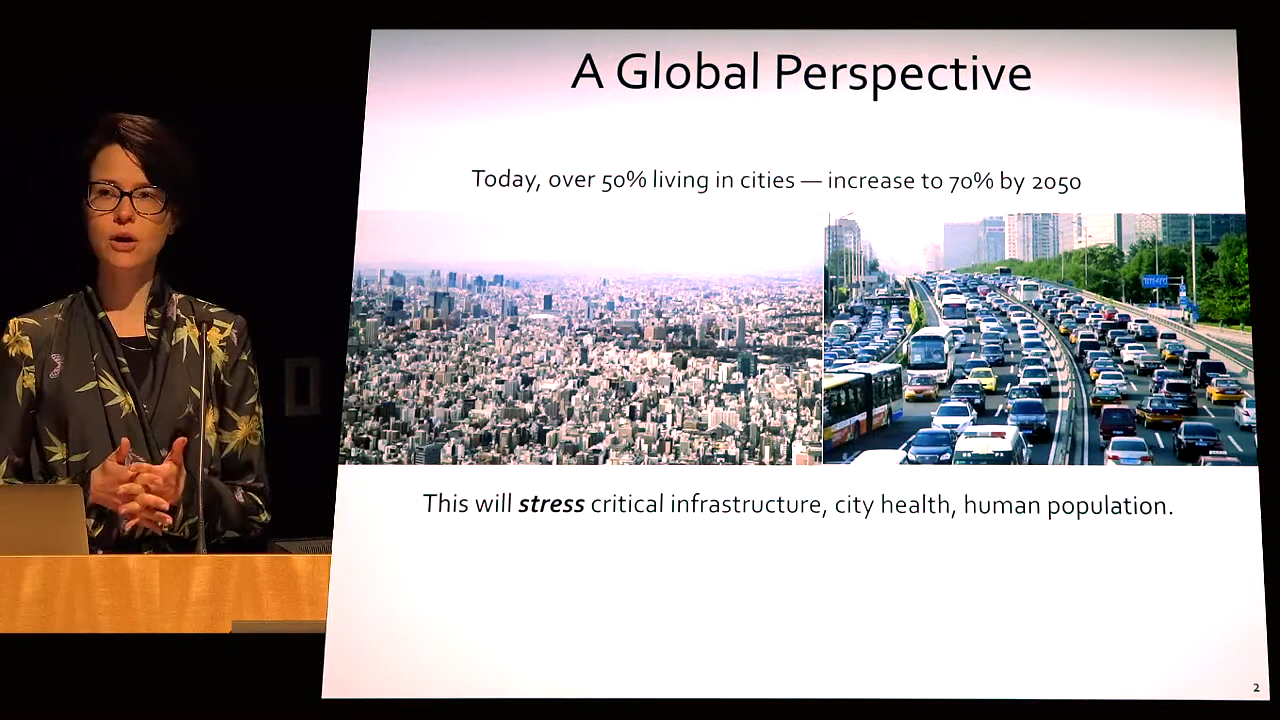 A Global Perspective
Today, over 50% living in cities — increase to 70% by 2050
This will stress critical infrastructure, city health, human population.
2